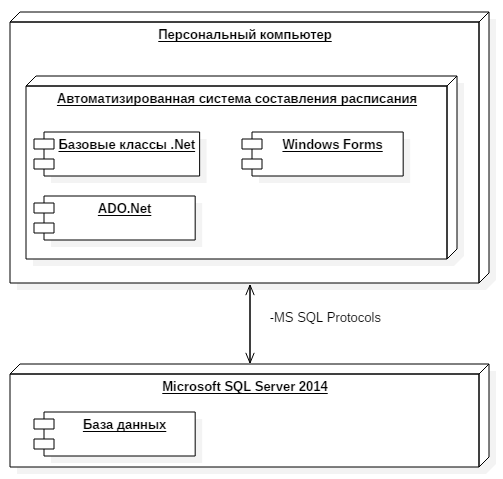 Персональный компьютер
Автоматизированная система составления расписания
Базовые классы .Net
Windows Forms
ADO.Net
-MS SQL Protocols
Microsoft SQL Server 2014
База данных